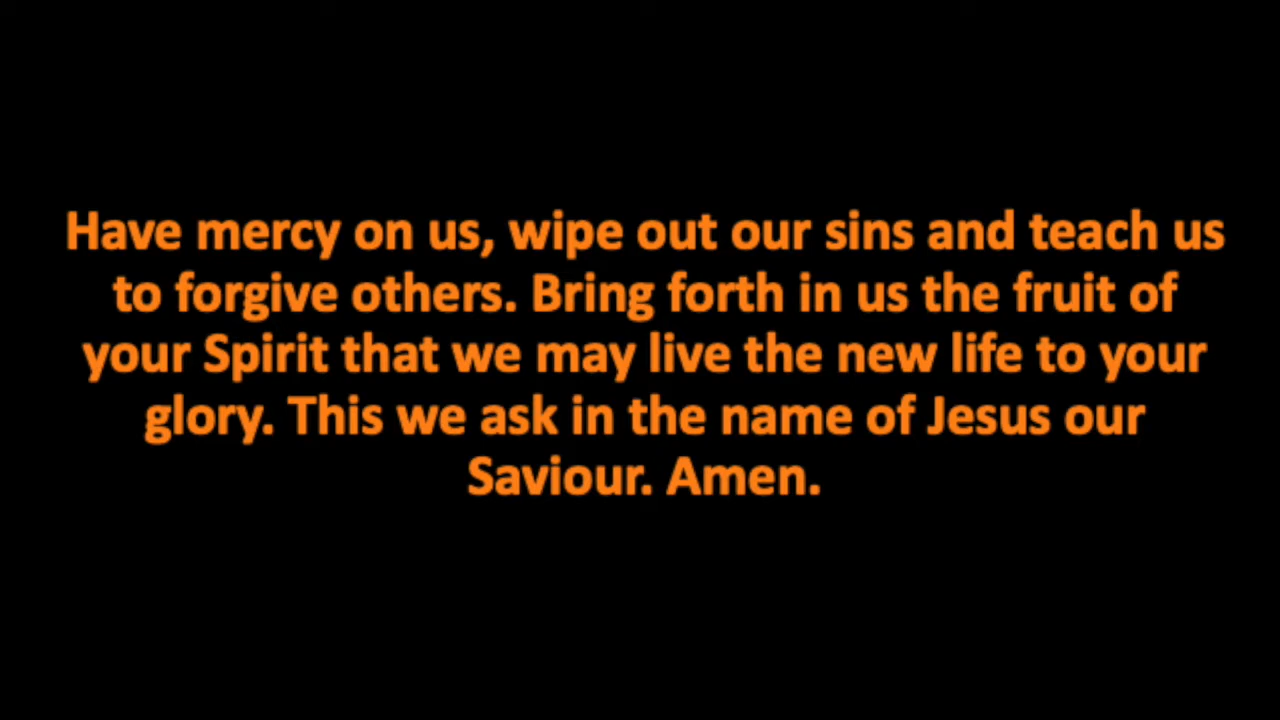 Have mercy on us, wipe out our sins and teach us
to forgive others. Bring forth in us the fruit of
your Spirit that we may live the new life to your
glory. This we ask in the name of Jesus our
Saviour. Amen.